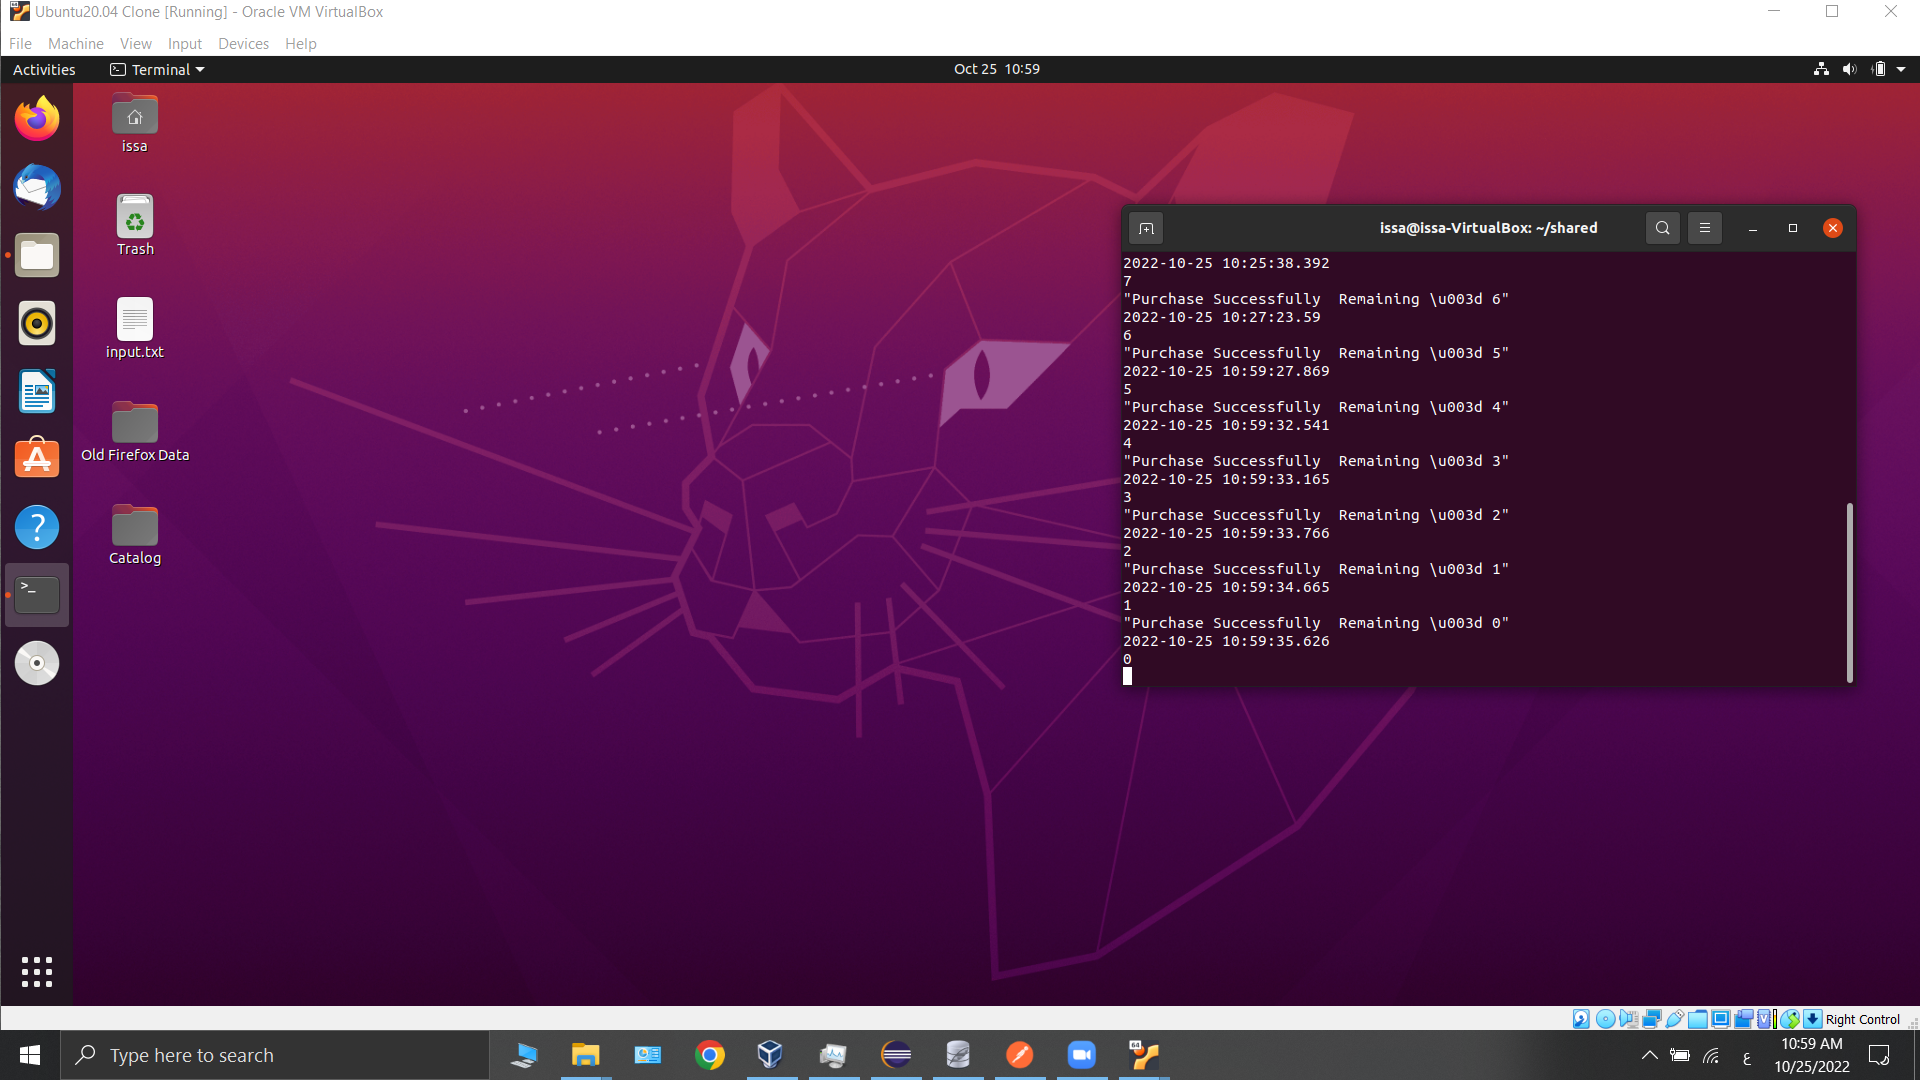 Ubuntu20.04 Clone [Running] - Oracle VM VirtualBox
File Machine View Input Devices Help
Activities Terminal Oct 25 10:59
issa
Trash
input.txt
Old Firefox Data
Catalog
issa@issa-VirtualBox: ~/shared
2022-10-25 10:25:38.392
7
"Purchase Successfully  Remaining \u003d 6"
2022-10-25 10:27:23.59
6
"Purchase Successfully  Remaining \u003d 5"
2022-10-25 10:59:27.869
5
"Purchase Successfully  Remaining \u003d 4"
2022-10-25 10:59:32.541
4
"Purchase Successfully  Remaining \u003d 3"
2022-10-25 10:59:33.165
3
"Purchase Successfully  Remaining \u003d 2"
2022-10-25 10:59:33.766
2
"Purchase Successfully  Remaining \u003d 1"
2022-10-25 10:59:34.665
1
"Purchase Successfully  Remaining \u003d 0"
2022-10-25 10:59:35.626
0
Right Control
Type here to search
ع
10:59 AM
10/25/2022